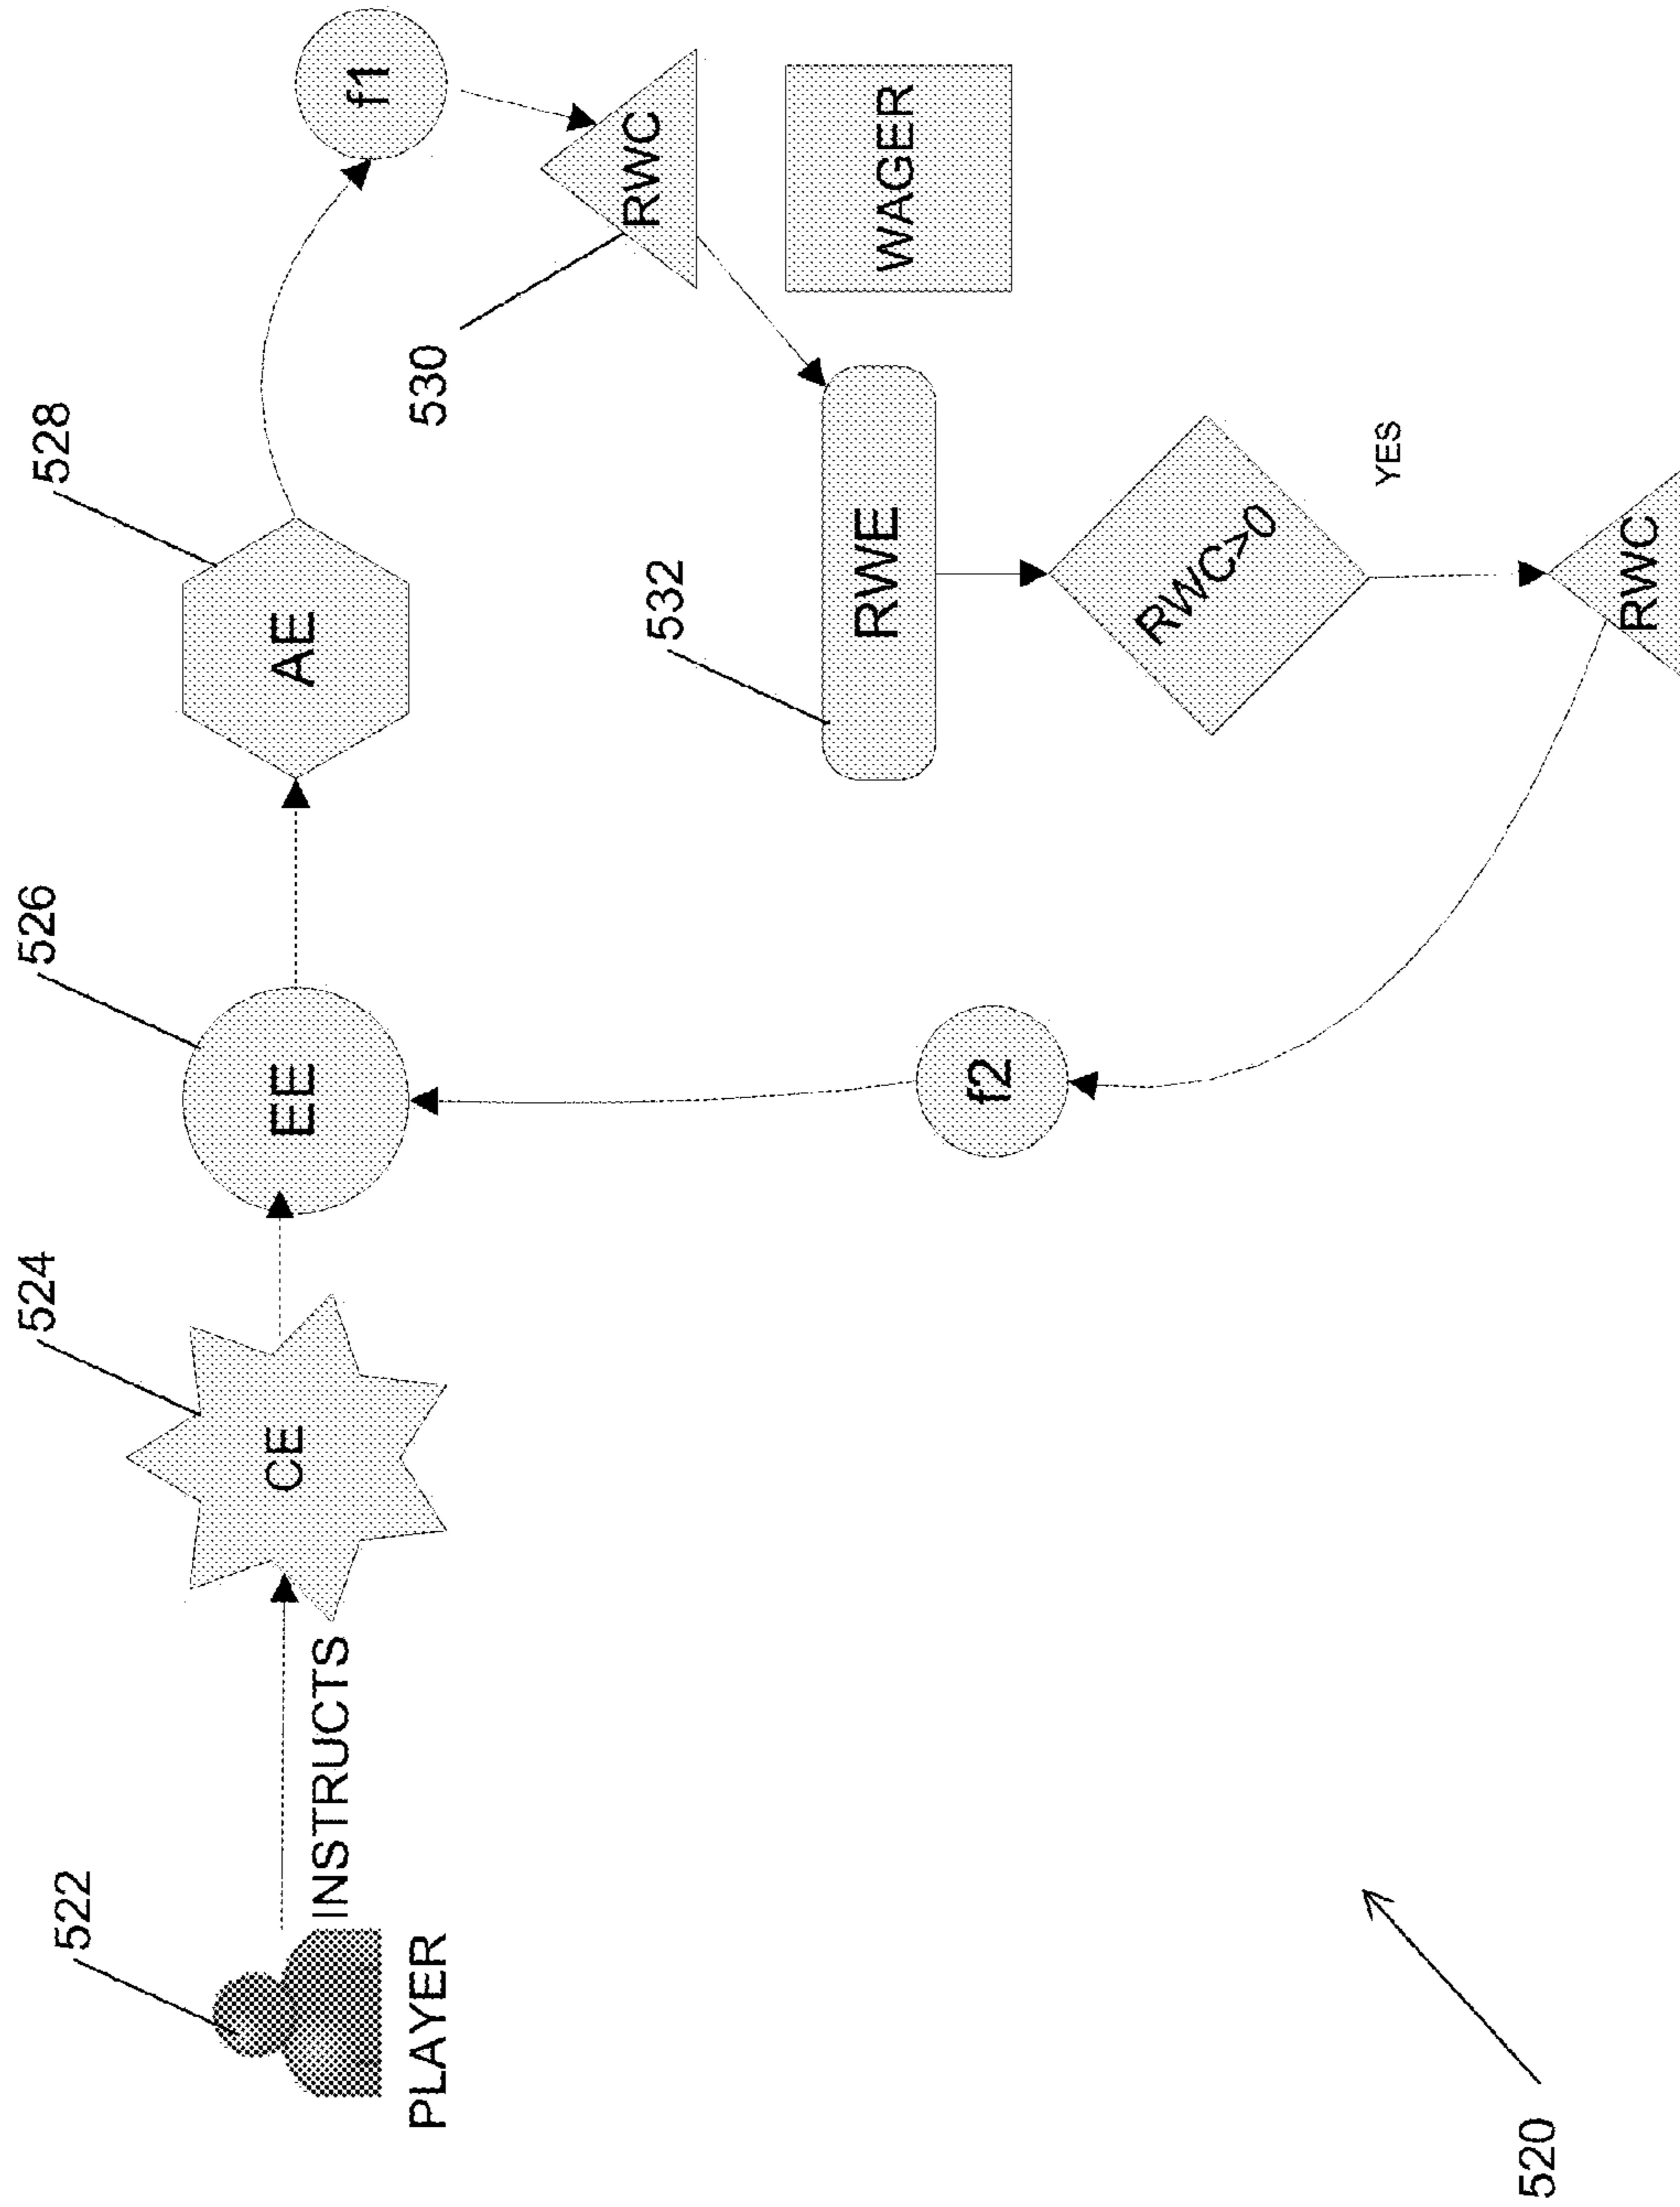 522
524
526
528
CE
EE
AE
f1
INSTRUCTS
PLAYER
530
RWC
532
RWE
WAGER
f2
RWC>0
YES
RWC
520